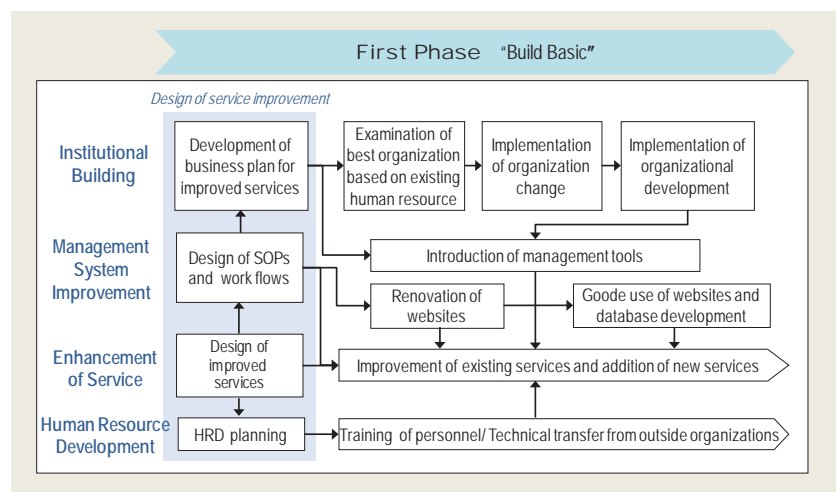 First Phase "Build Basic"
Design of service improvement
Institutional
Building
Development of
business plan for
improved services
Examination of
best organization
based on existing
human resource
Implementation
of organization
change
Implementation of
organizational
development
Management
System
Improvement
Design of SOPs
and work flows
Introduction of management tools
Renovation of
websites
Goode use of websites and
database development
Enhancement
of Service
Design of
improved
services
Improvement of existing services and addition of new services
Human Resource
Development
HRD planning
Training of personnel/ Technical transfer from outside organizations